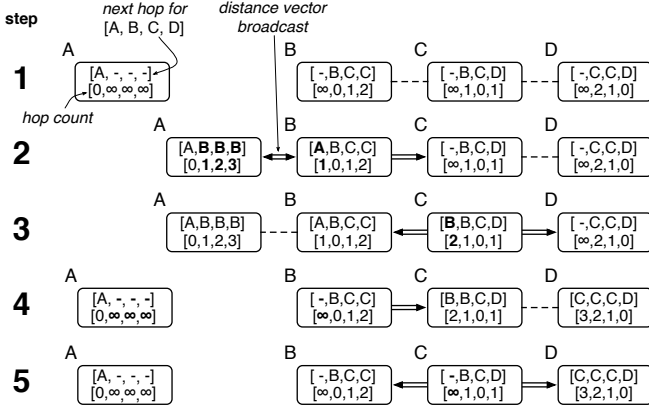 step
next hop for
[A, B, C, D]
distance vector
broadcast
A
B
C
D
1
[A, -, -, -]
[0,∞,∞,∞]
[ -,B,C,C]
[∞,0,1,2]
[ -,B,C,D]
[∞,1,0,1]
[ -,C,C,D]
[∞,2,1,0]
hop count
A
B
C
D
2
[A,B,B,B]
[0,1,2,3]
[A,B,C,C]
[1,0,1,2]
[ -,B,C,D]
[∞,1,0,1]
[ -,C,C,D]
[∞,2,1,0]
A
B
C
D
3
[A,B,B,B]
[0,1,2,3]
[A,B,C,C]
[1,0,1,2]
[B,B,C,D]
[2,1,0,1]
[ -,C,C,D]
[∞,2,1,0]
A
B
C
D
4
[A, -, -, -]
[0,∞,∞,∞]
[ -,B,C,C]
[∞,0,1,2]
[B,B,C,D]
[2,1,0,1]
[C,C,C,D]
[3,2,1,0]
A
B
C
D
5
[A, -, -, -]
[0,∞,∞,∞]
[ -,B,C,C]
[∞,0,1,2]
[ -,B,C,D]
[∞,1,0,1]
[C,C,C,D]
[3,2,1,0]